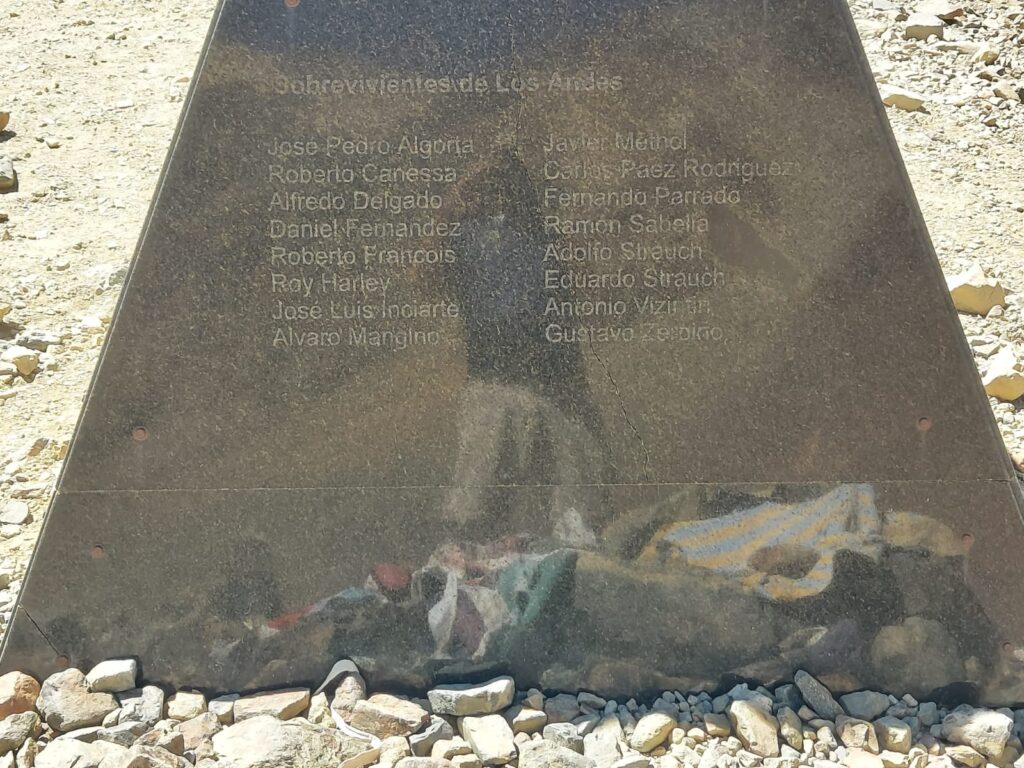 Sobrevivientes de Los Andes
Jose Pedro Algorta
Roberto Canessa
Alfredo Delgado
Daniel Fernandez
Roberto Francois
Roy Harley
Jose Luis Inciarte
Alvaro Mangino
Javier Methol
Carlos Paez Rodriguez
Fernando Parrado
Ramon Sabella
Adolfo Strauch
Eduardo Strauch
Antonio Vizintin
Gustavo Zerbino